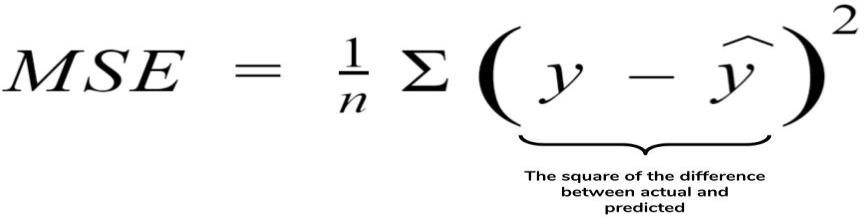 MSE = 1/n Σ (y − ŷ)²
The square of the difference
between actual and
predicted